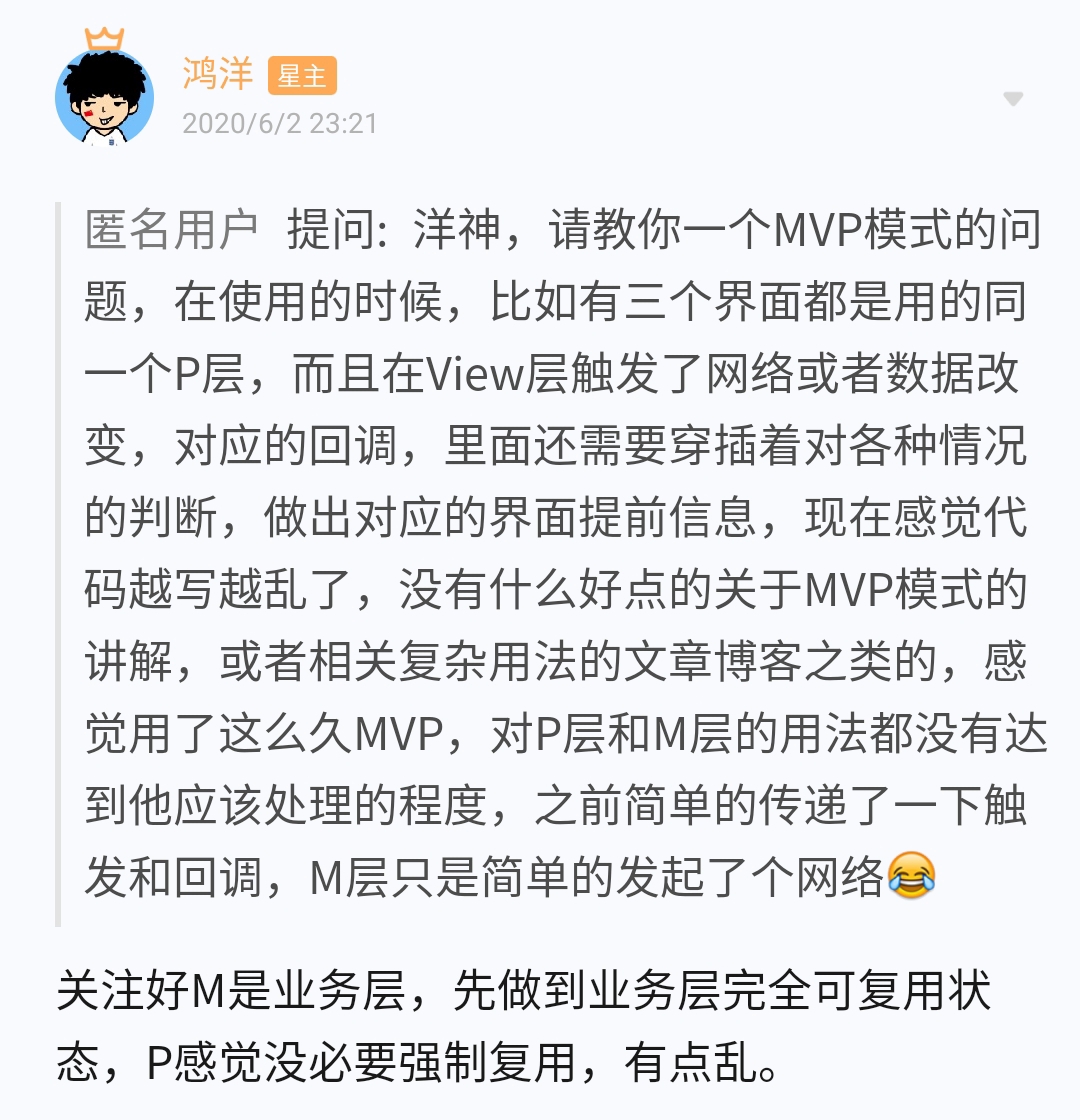 鸿洋 星主
2020/6/2 23:21
匿名用户 提问: 洋神，请教你一个MVP模式的问
题，在使用的时候，比如有三个界面都是用的同
一个P层，而且在View层触发了网络或者数据改
变，对应的回调，里面还需要穿插着对各种情况
的判断，做出对应的界面提前信息，现在感觉代
码越写越乱了，没有什么好点的关于MVP模式的
讲解，或者相关复杂用法的文章博客之类的，感
觉用了这么久MVP，对P层和M层的用法都没有达
到他应该处理的程度，之前简单的传递了一下触
发和回调，M层只是简单的发起了个网络😂
关注好M是业务层，先做到业务层完全可复用状
态，P感觉没必要强制复用，有点乱。